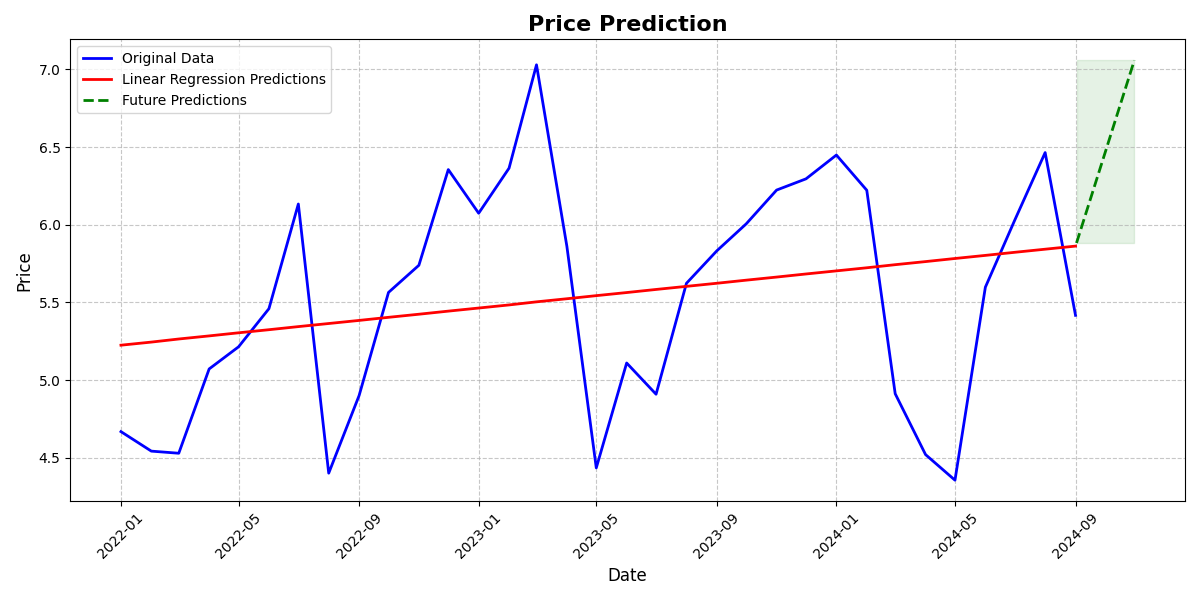 Price Prediction
Original Data
Linear Regression Predictions
Future Predictions
Price
7.0
6.5
6.0
5.5
5.0
4.5
2022-01
2022-05
2022-09
2023-01
2023-05
2023-09
2024-01
2024-05
2024-09
Date